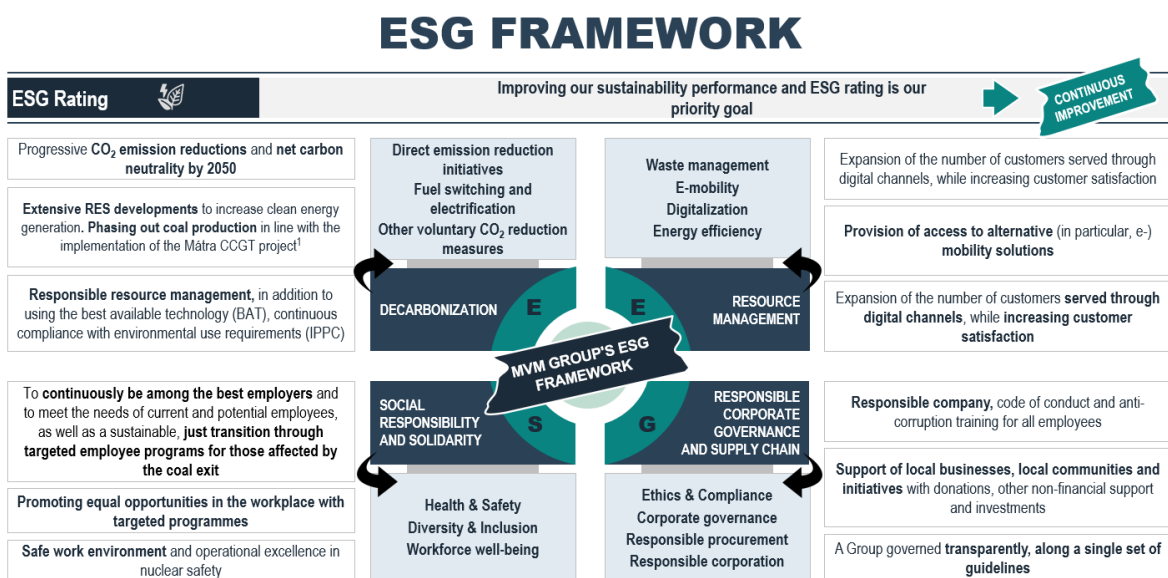 ESG FRAMEWORK
ESG Rating
Improving our sustainability performance and ESG rating is our
priority goal
CONTINUOUS
IMPROVEMENT
Progressive CO₂ emission reductions and net carbon
neutrality by 2050
Extensive RES developments to increase clean energy
generation. Phasing out coal production in line with the
implementation of the Mátra CCGT project¹
Responsible resource management, in addition to
using the best available technology (BAT), continuous
compliance with environmental use requirements (IPPC)
Direct emission reduction
initiatives
Fuel switching and
electrification
Other voluntary CO₂ reduction
measures
DECARBONIZATION
E
Waste management
E-mobility
Digitalization
Energy efficiency
E
RESOURCE
MANAGEMENT
Expansion of the number of customers served through
digital channels, while increasing customer satisfaction
Provision of access to alternative (in particular, e-)
mobility solutions
Expansion of the number of customers served through
digital channels, while increasing customer
satisfaction
MVM GROUP'S ESG
FRAMEWORK
To continuously be among the best employers and
to meet the needs of current and potential employees,
as well as a sustainable, just transition through
targeted employee programs for those affected by
the coal exit
Promoting equal opportunities in the workplace with
targeted programmes
Safe work environment and operational excellence in
nuclear safety
SOCIAL
RESPONSIBILITY
AND SOLIDARITY
S
Health & Safety
Diversity & Inclusion
Workforce well-being
G
RESPONSIBLE
CORPORATE
GOVERNANCE
AND SUPPLY CHAIN
Ethics & Compliance
Corporate governance
Responsible procurement
Responsible corporation
Responsible company, code of conduct and anti-
corruption training for all employees
Support of local businesses, local communities and
initiatives with donations, other non-financial support
and investments
A Group governed transparently, along a single set of
guidelines